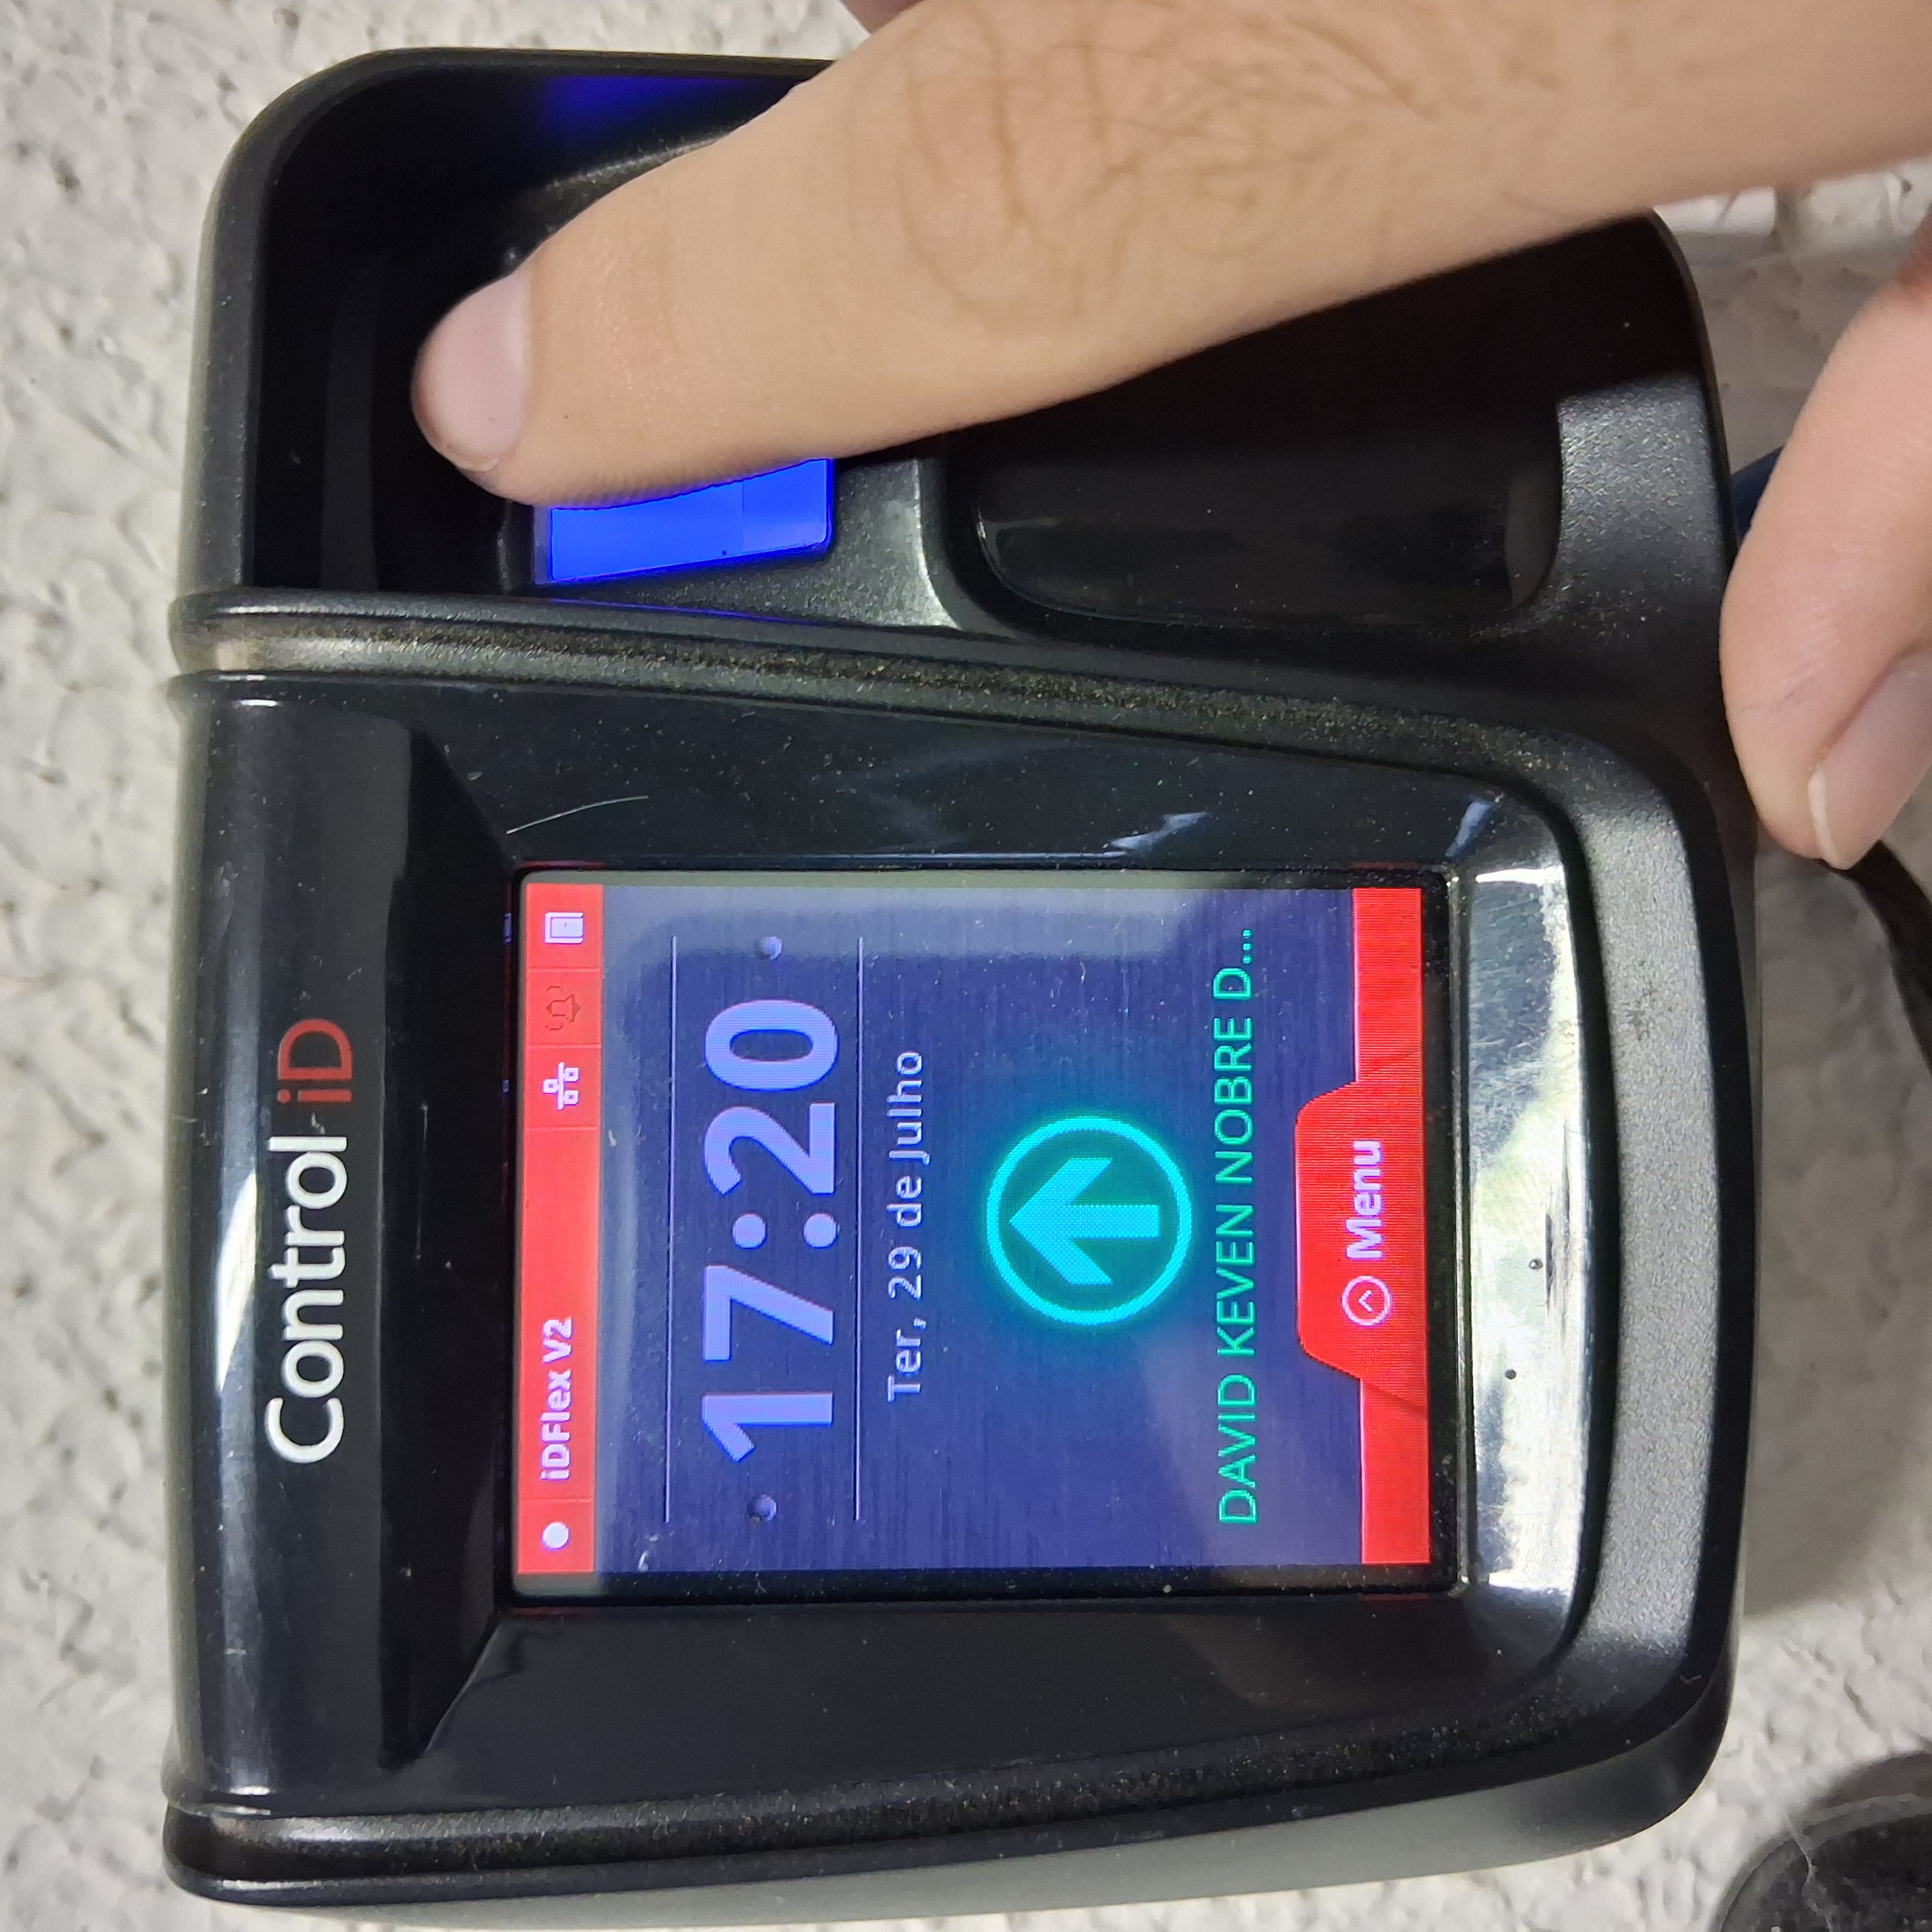 Control iD
iDFlex V2
17:20
Ter, 29 de Julho
DAVID KEVEN NOBRE D...
Menu